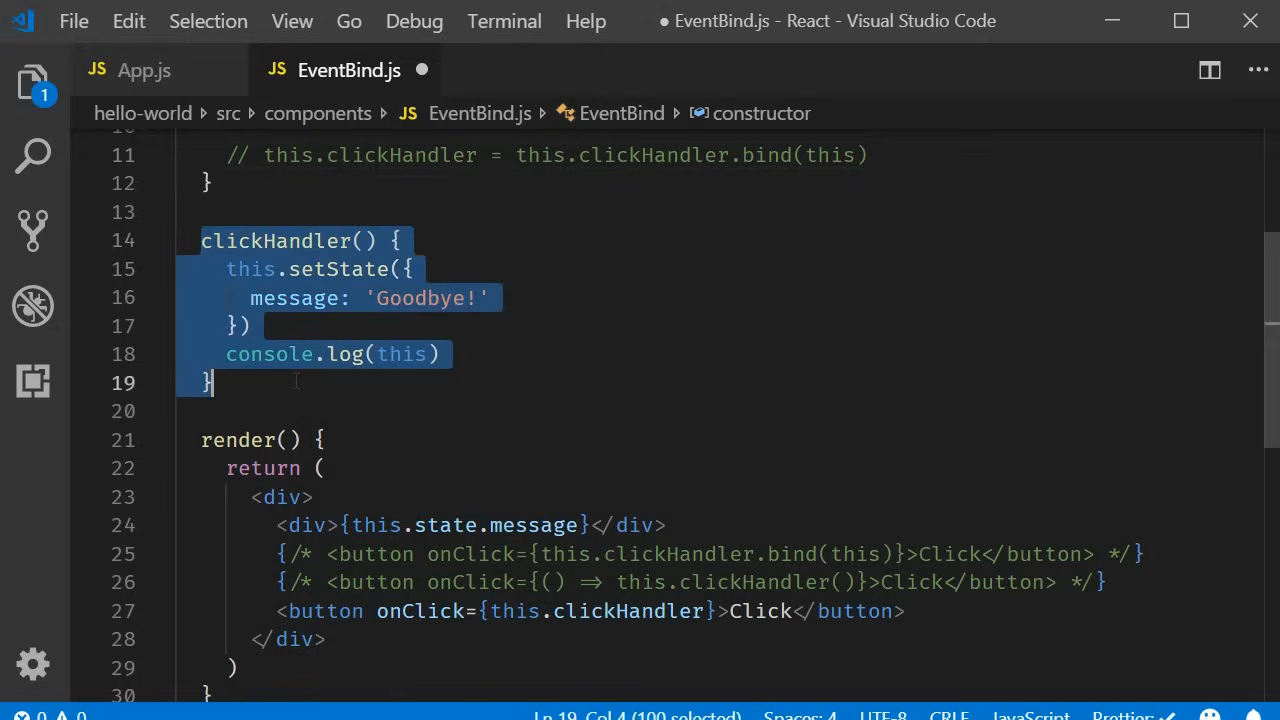 File Edit Selection View Go Debug Terminal Help ● EventBind.js - React - Visual Studio Code
JS App.js JS EventBind.js ●
1
hello-world › src › components › JS EventBind.js › EventBind › constructor
10
11 // this.clickHandler = this.clickHandler.bind(this)
12 }
13
14 clickHandler() {
15 this.setState({
16 message: 'Goodbye!'
17 })
18 console.log(this)
19 }
20
21 render() {
22 return (
23 <div>
24 <div>{this.state.message}</div>
25 {/* <button onClick={this.clickHandler.bind(this)}>Click</button> */}
26 {/* <button onClick={() => this.clickHandler()}>Click</button> */}
27 <button onClick={this.clickHandler}>Click</button>
28 </div>
29 )
30 }
0 0 Ln 19, Col 4 (100 selected) Spaces: 4 UTF-8 CRLF JavaScript Prettier: ✓